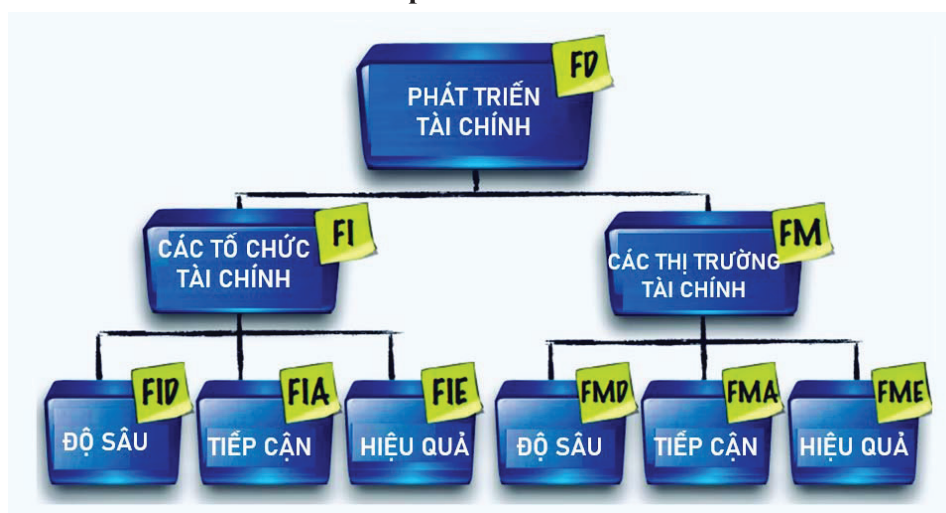 FD
PHÁT TRIỂN
TÀI CHÍNH
FI
CÁC TỔ CHỨC
TÀI CHÍNH
FM
CÁC THỊ TRƯỜNG
TÀI CHÍNH
FID
ĐỘ SÂU
FIA
TIẾP CẬN
FIE
HIỆU QUẢ
FMD
ĐỘ SÂU
FMA
TIẾP CẬN
FME
HIỆU QUẢ